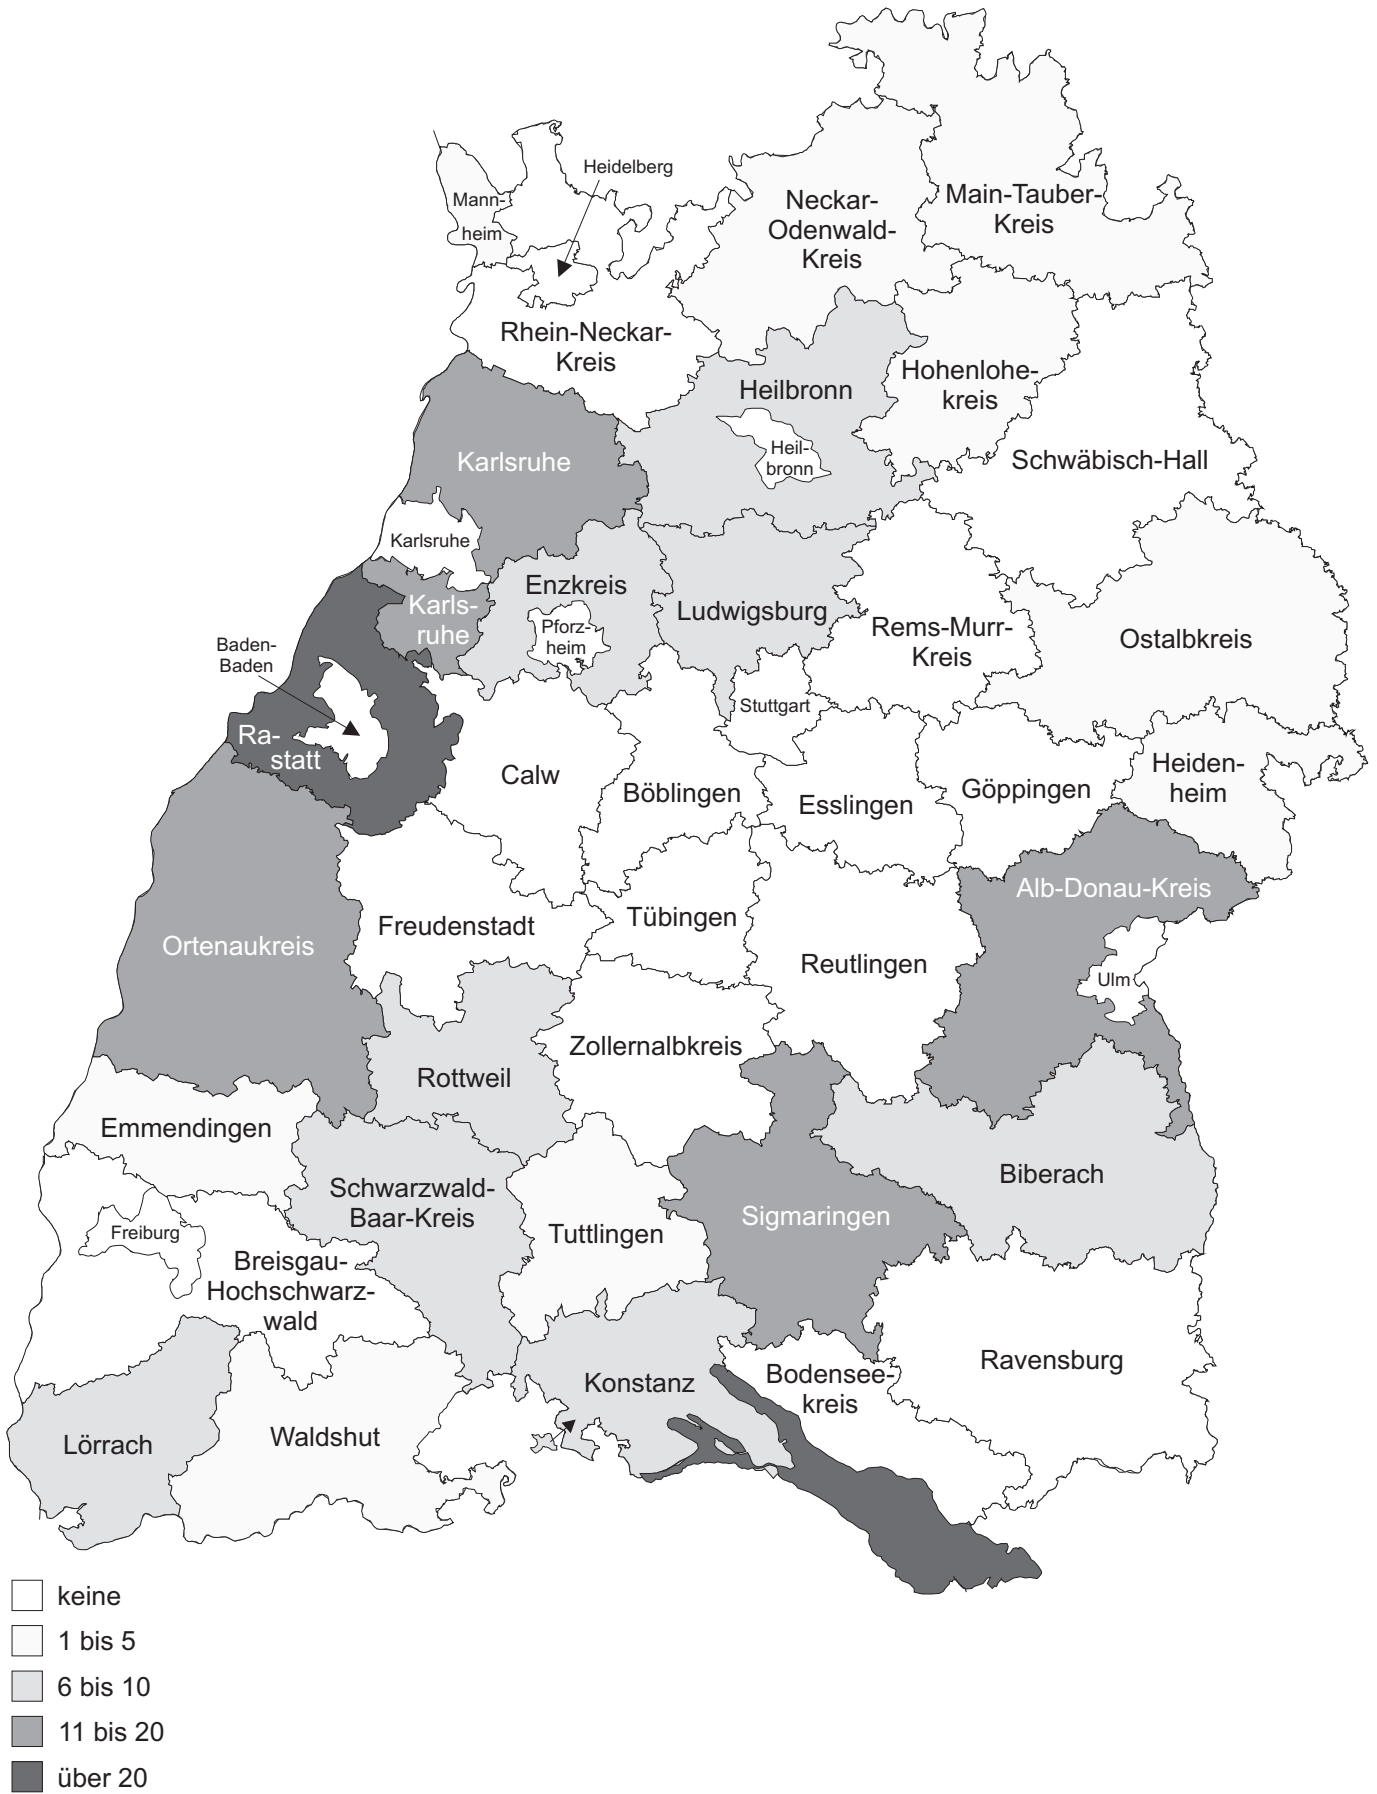 Heidelberg
Mann-
heim
Neckar-
Odenwald-
Kreis
Main-Tauber-
Kreis
Rhein-Neckar-
Kreis
Heilbronn
Hohenlohe-
kreis
Heil-
bronn
Schwäbisch-Hall
Karlsruhe
Karlsruhe
Karls-
ruhe
Enzkreis
Pforz-
heim
Ludwigsburg
Rems-Murr-
Kreis
Ostalbkreis
Baden-
Baden
Ra-
statt
Stuttgart
Calw
Böblingen
Esslingen
Göppingen
Heiden-
heim
Alb-Donau-Kreis
Ortenaukreis
Freudenstadt
Tübingen
Reutlingen
Ulm
Rottweil
Zollernalbkreis
Emmendingen
Schwarzwald-
Baar-Kreis
Tuttlingen
Sigmaringen
Biberach
Freiburg
Breisgau-
Hochschwarz-
wald
Lörrach
Waldshut
Konstanz
Bodensee-
kreis
Ravensburg
keine
1 bis 5
6 bis 10
11 bis 20
über 20